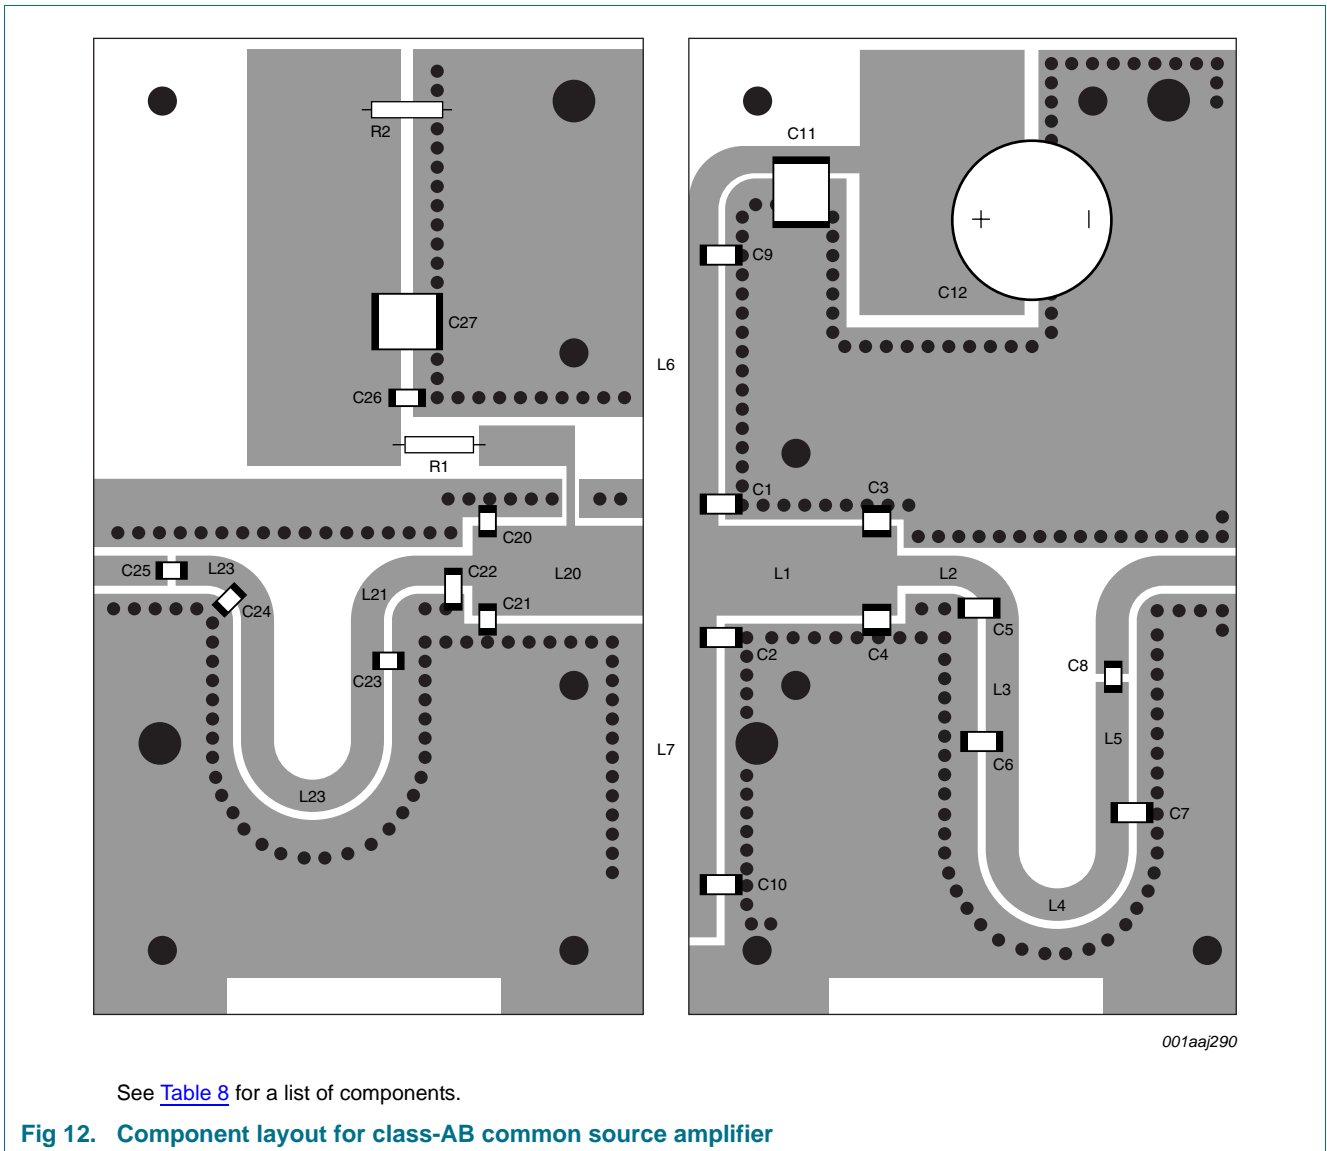 R2
C27
C26
R1
C20
C25
L23
C22
L20
L21
C24
C21
C23
L23
L6
L7
C11
C9
+
|
C12
C1
C3
L1
L2
C5
C2
C4
C8
L3
L5
C6
C7
C10
L4
001aaj290
See Table 8 for a list of components.
Fig 12. Component layout for class-AB common source amplifier